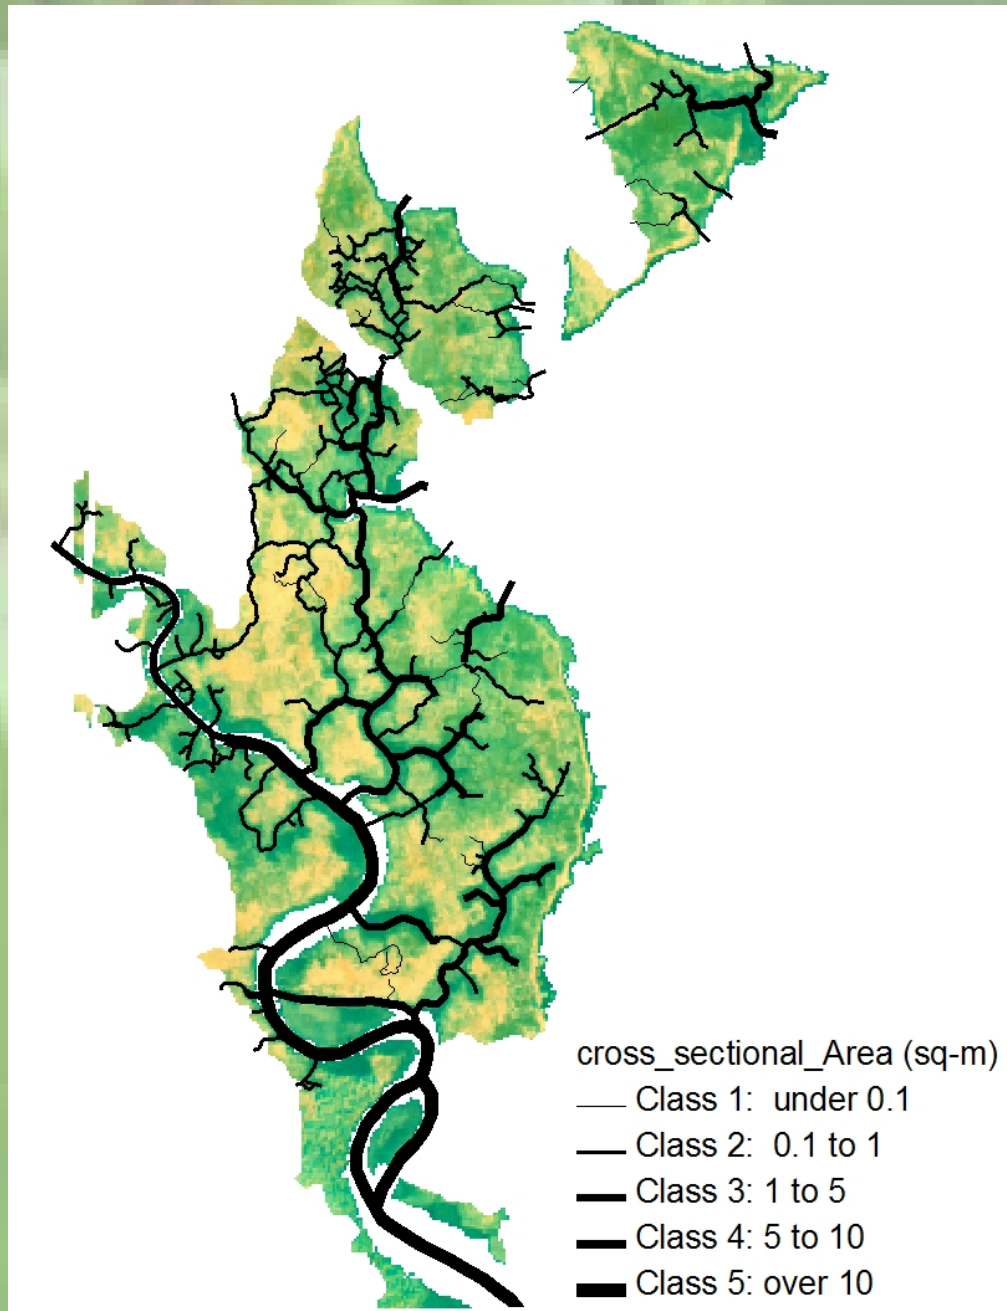 cross_sectional_Area (sq-m)
Class 1:  under 0.1
Class 2:  0.1 to 1
Class 3: 1 to 5
Class 4: 5 to 10
Class 5: over 10